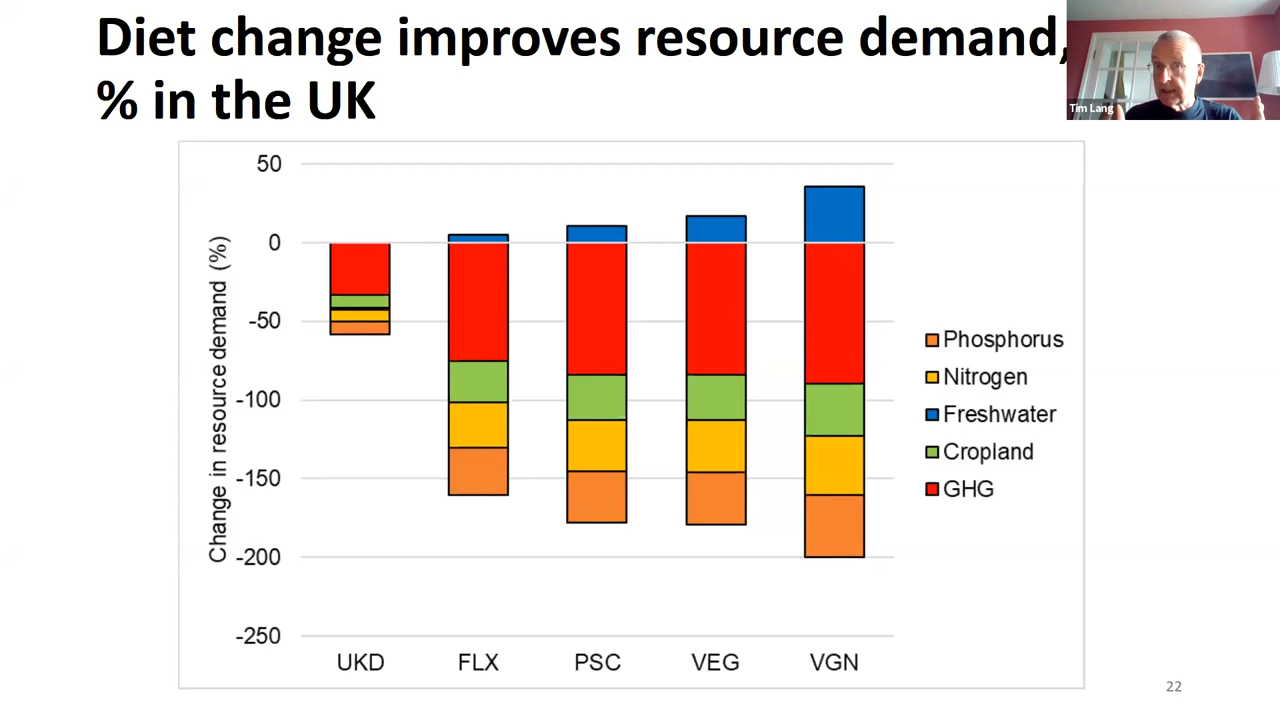 Diet change improves resource demand,
% in the UK
Tim Lang
50
0
-50
-100
-150
-200
-250
Change in resource demand (%)
UKD
FLX
PSC
VEG
VGN
Phosphorus
Nitrogen
Freshwater
Cropland
GHG
22